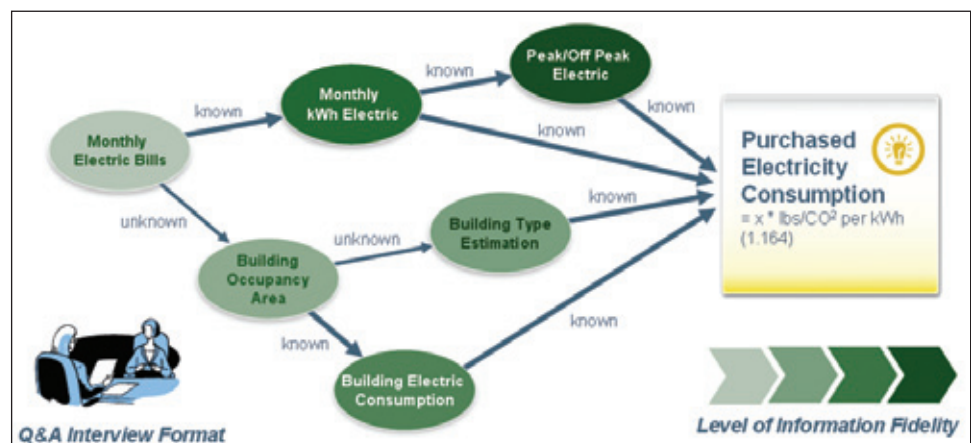 Peak/Off Peak
Electric
known
Monthly
kWh Electric
known
known
known
Monthly
Electric Bills
Purchased
Electricity
Consumption
= x * lbs/CO² per kWh
(1.164)
unknown
known
Building Type
Estimation
unknown
Building
Occupancy
Area
known
known
Building Electric
Consumption
Q&A Interview Format
Level of Information Fidelity